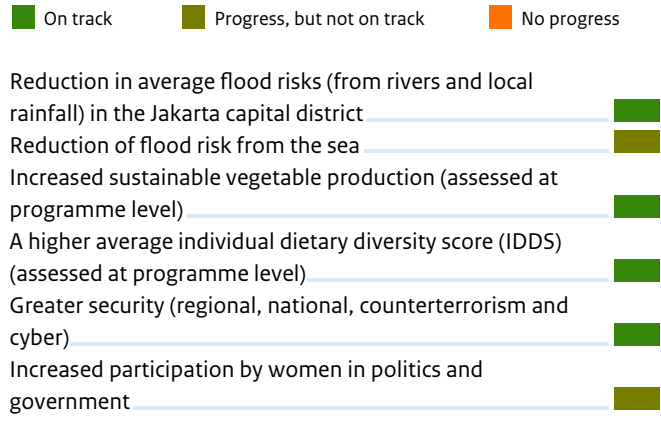 On track Progress, but not on track No progress
Reduction in average flood risks (from rivers and local
rainfall) in the Jakarta capital district
Reduction of flood risk from the sea
Increased sustainable vegetable production (assessed at
programme level)
A higher average individual dietary diversity score (IDDS)
(assessed at programme level)
Greater security (regional, national, counterterrorism and
cyber)
Increased participation by women in politics and
government